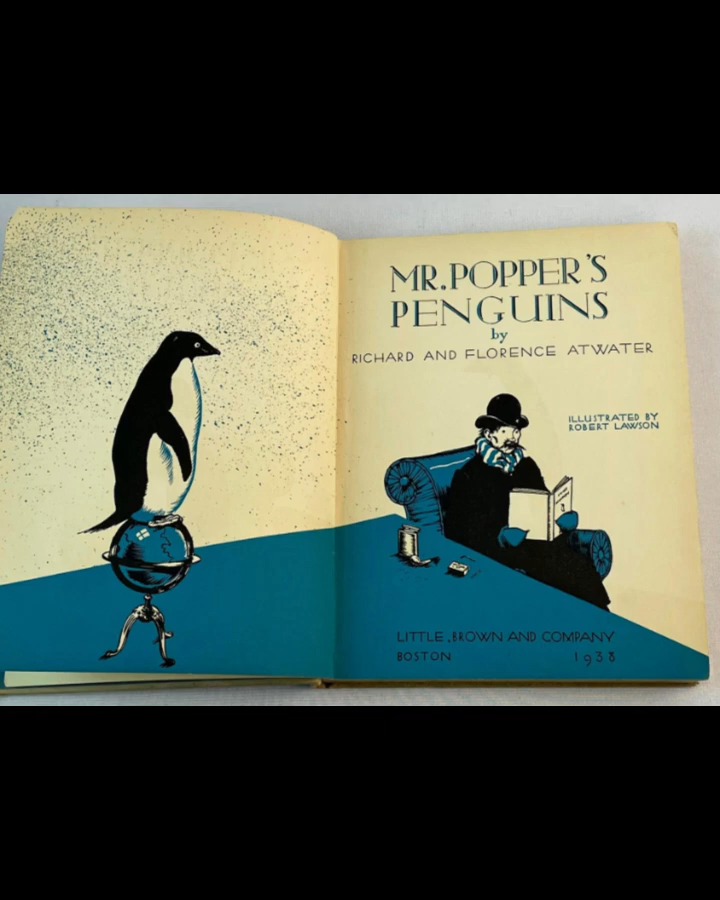 MR. POPPER'S
PENGUINS
by
RICHARD AND FLORENCE ATWATER
ILLUSTRATED BY
ROBERT LAWSON
LITTLE, BROWN AND COMPANY
BOSTON 1938